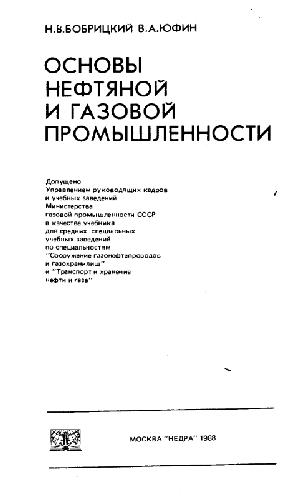 Н.В.БОБРИЦКИЙ В.А.ЮФИН
ОСНОВЫ
НЕФТЯНОЙ
И ГАЗОВОЙ
ПРОМЫШЛЕННОСТИ
Допущено
Управлением руководящих кадров
и учебных заведений
Министерства
газовой промышленности СССР
в качестве учебника
для средних специальных
учебных заведений
по специальностям
"Сооружение газонефтепроводов
и газохранилищ"
и "Транспорт и хранение
нефти и газа"
МОСКВА "НЕДРА" 1988